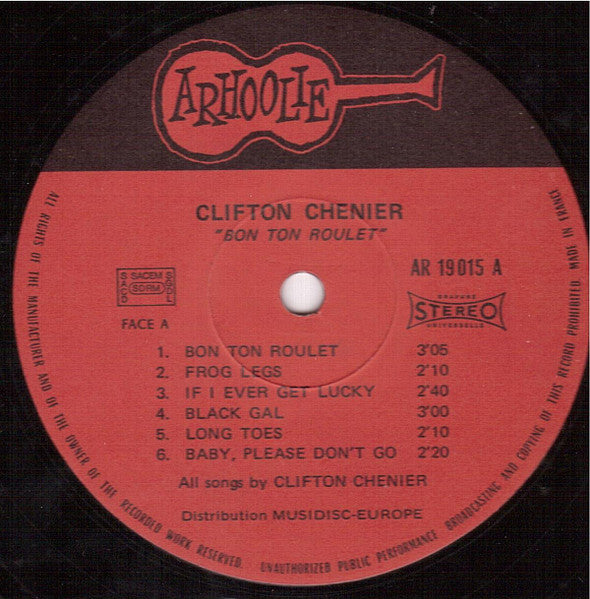 ARHOOLIE
CLIFTON CHENIER
"BON TON ROULET"
AR 19015 A
SACEM
SACD SDRM SGDL
GRAVURE
STEREO
UNIVERSELLE
FACE A
1. BON TON ROULET 3'05
2. FROG LEGS 2'10
3. IF I EVER GET LUCKY 2'40
4. BLACK GAL 3'00
5. LONG TOES 2'10
6. BABY, PLEASE DON'T GO 2'20
All songs by CLIFTON CHENIER
Distribution MUSIDISC-EUROPE
ALL RIGHTS OF THE MANUFACTURER AND OF THE OWNER OF THE RECORDED WORK RESERVED. UNAUTHORIZED PUBLIC PERFORMANCE BROADCASTING AND COPYING OF THIS RECORD PROHIBITED. MADE IN FRANCE